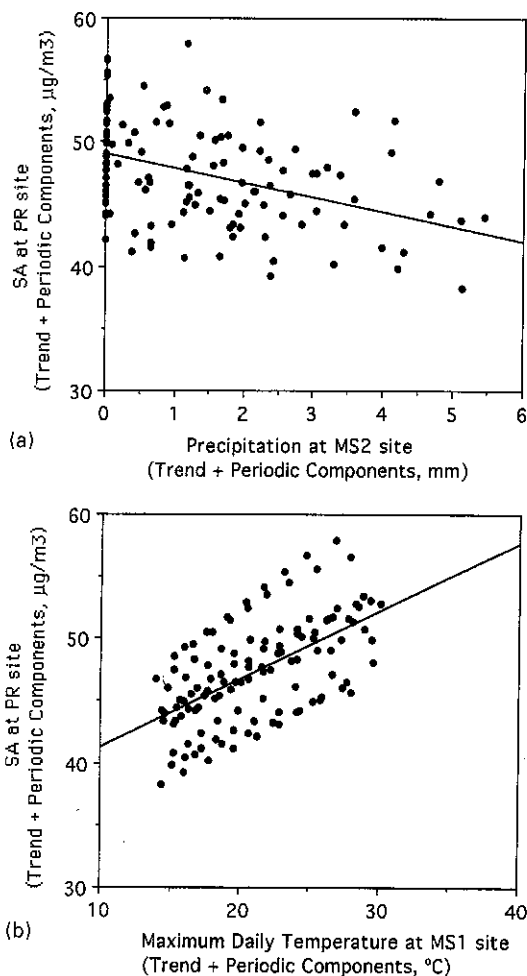 60
50
40
30
SA at PR site
(Trend + Periodic Components, µg/m3)
0 1 2 3 4 5 6
(a)
Precipitation at MS2 site
(Trend + Periodic Components, mm)
60
50
40
30
SA at PR site
(Trend + Periodic Components, µg/m3)
10 20 30 40
(b)
Maximum Daily Temperature at MS1 site
(Trend + Periodic Components, ºC)